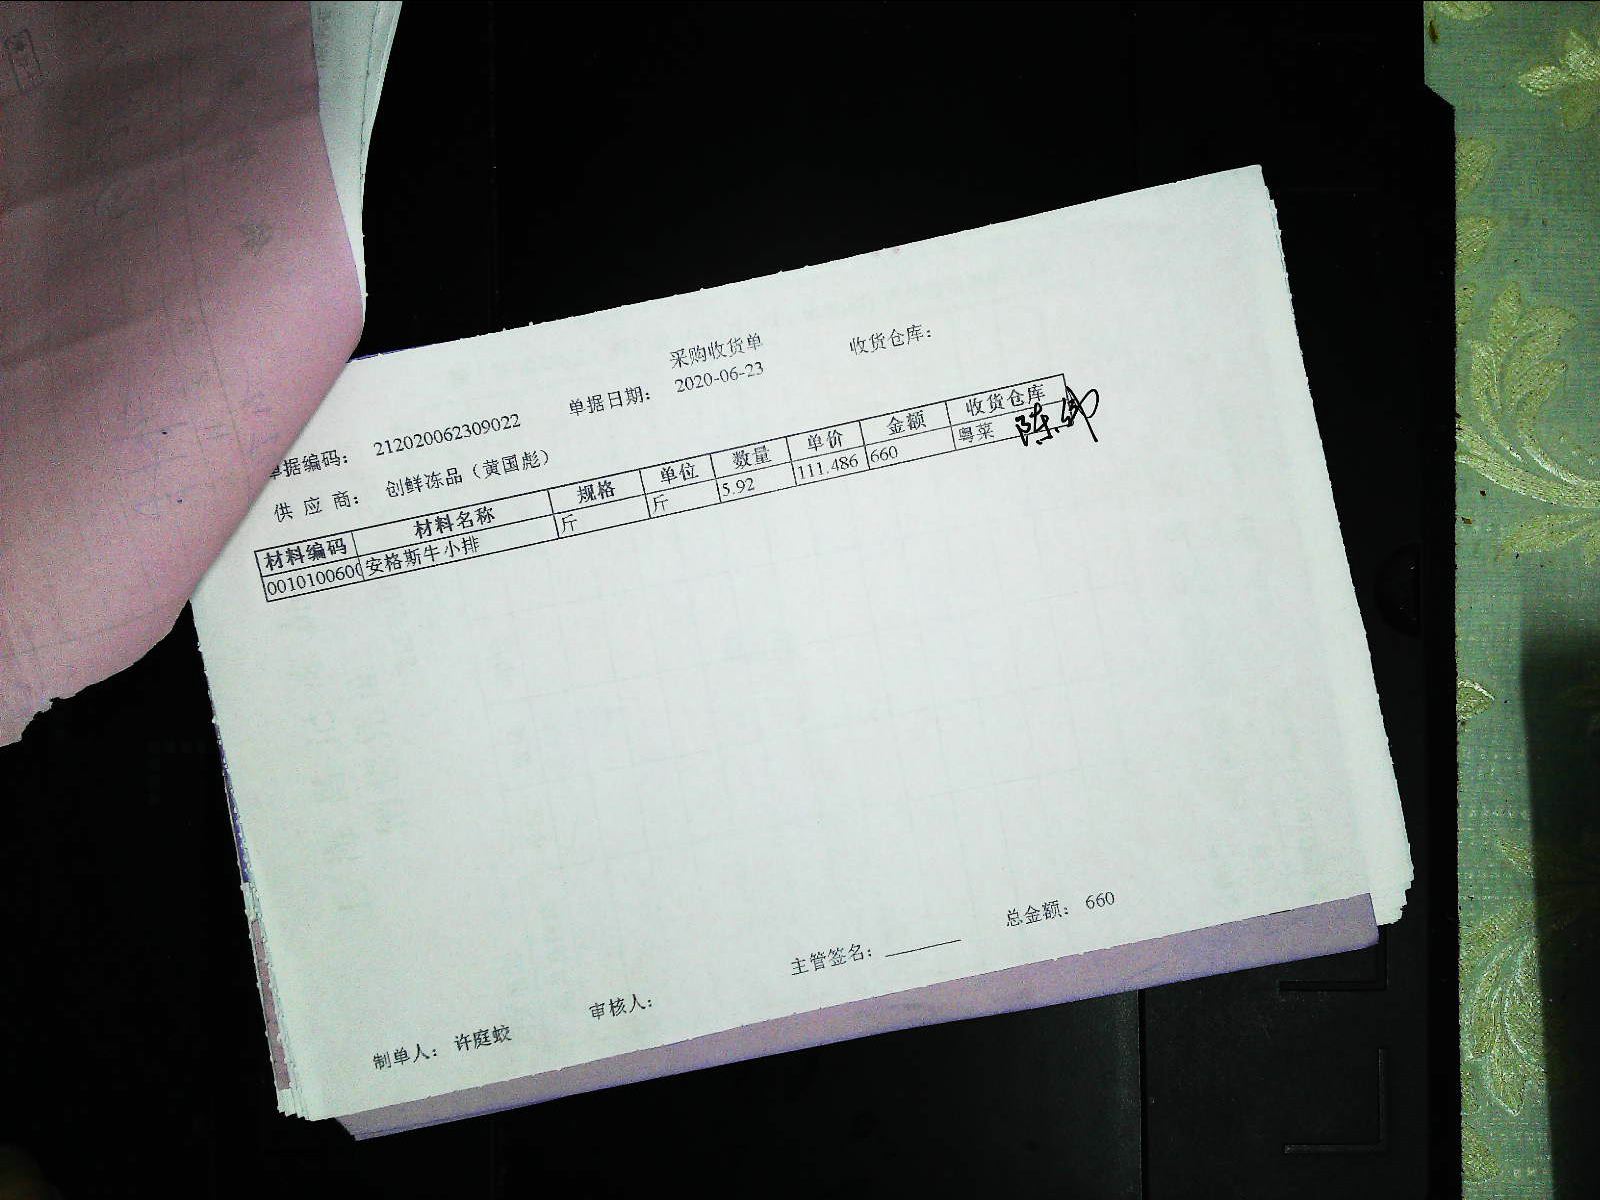 采购收货单
收货仓库：
单据编码： 212020062309022 单据日期： 2020-06-23
供 应 商： 创鲜冻品（黄国彪）
材料编码 材料名称 规格 单位 数量 单价 金额 收货仓库
0010100600 安格斯牛小排 斤 斤 5.92 111.486 660 粤菜
主管签名：______ 总金额： 660
制单人： 许庭蛟 审核人：